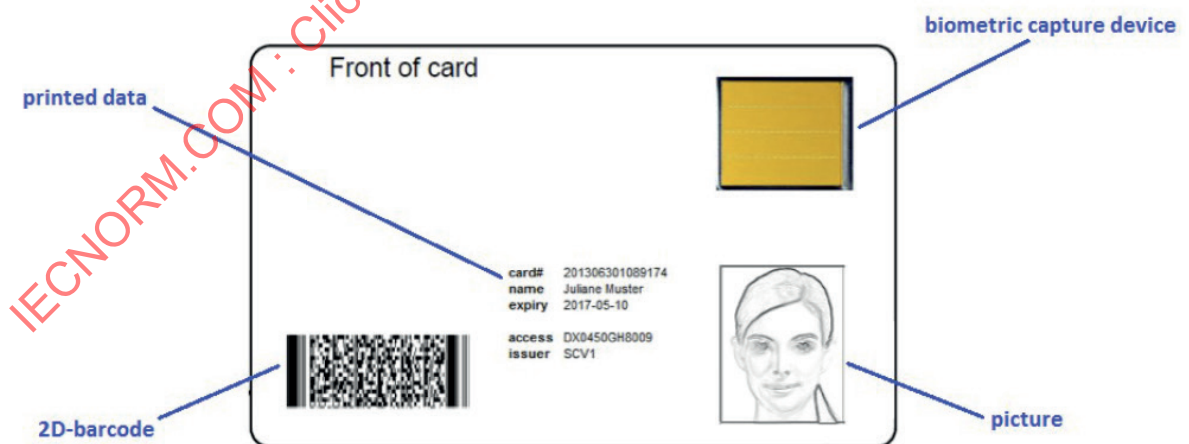 biometric capture device
Front of card
printed data
card# 201306301089174
name Juliane Muster
expiry 2017-05-10
access DX0450GH8009
issuer SCV1
2D-barcode
picture
IECNORM.COM : Clic